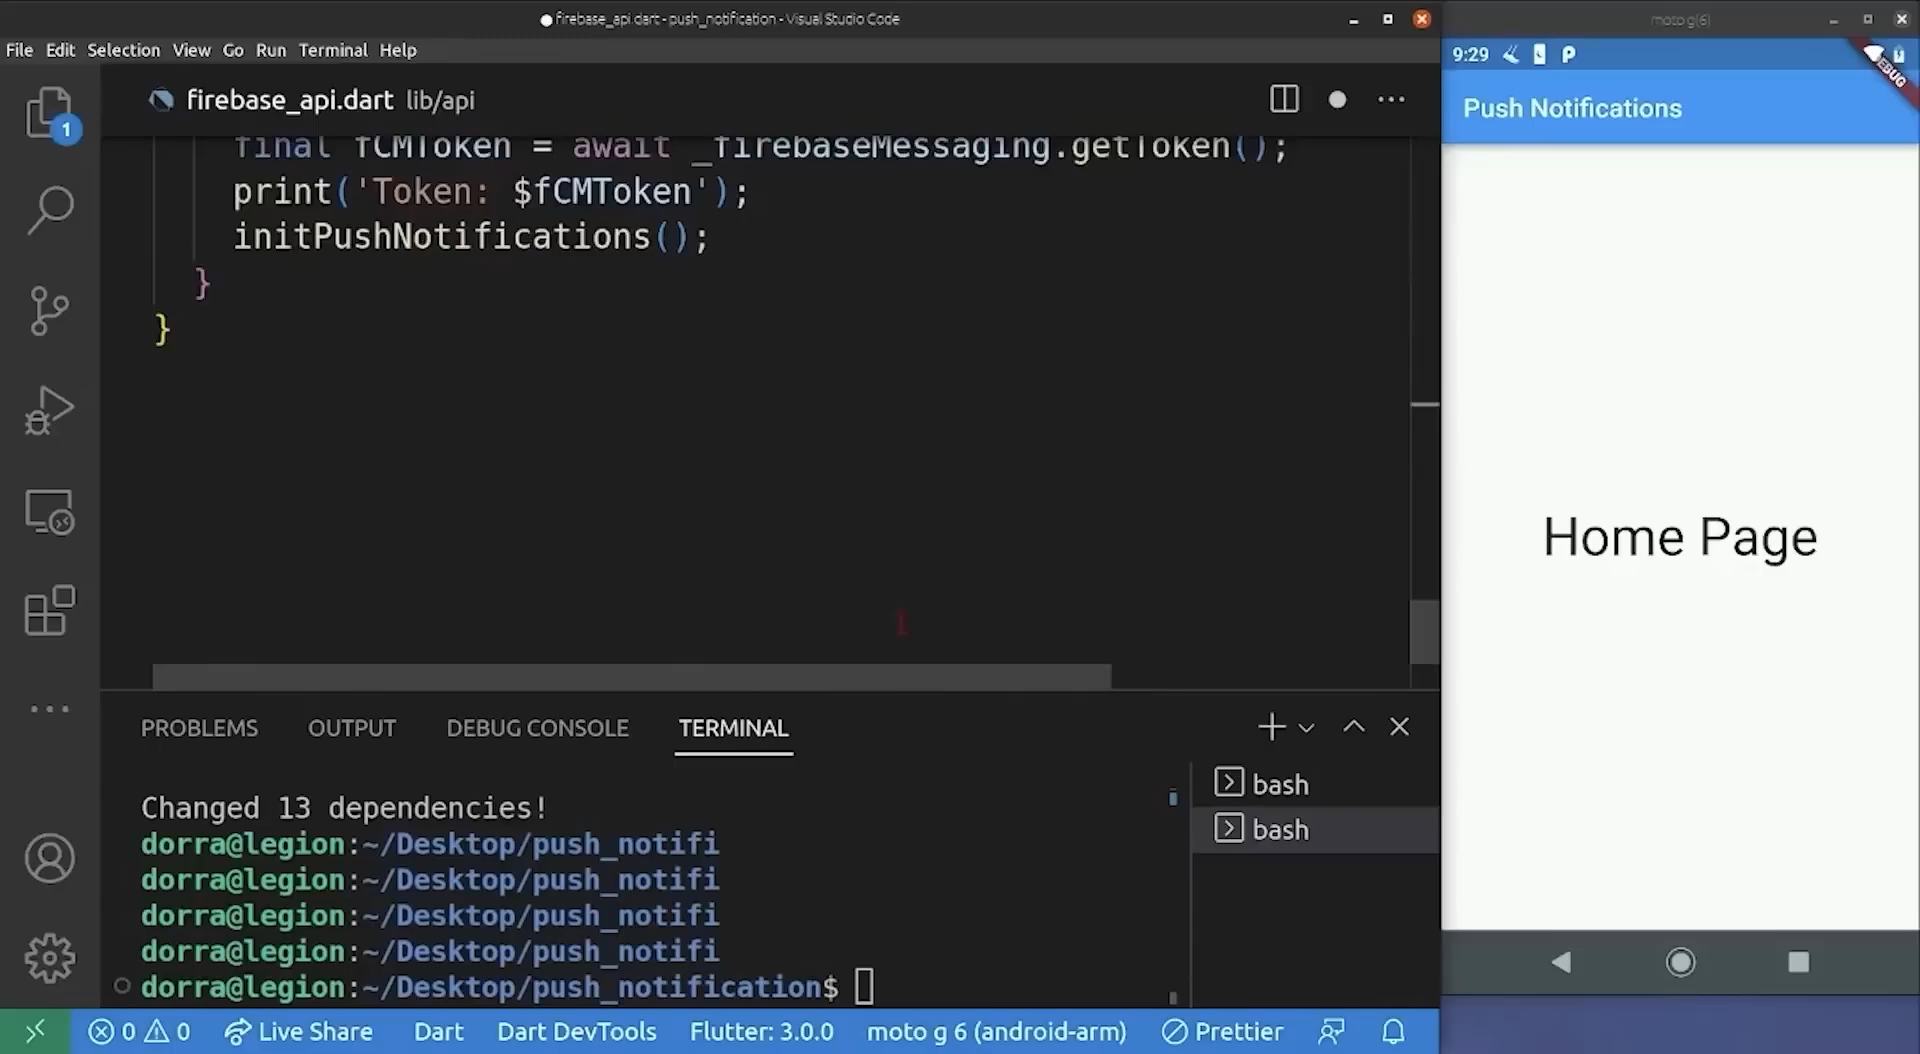 firebase_api.dart - push_notification - Visual Studio Code
moto g(6)
File Edit Selection View Go Run Terminal Help
9:29
DEBUG
firebase_api.dart lib/api
Push Notifications
1
final fCMToken = await _firebaseMessaging.getToken();
print('Token: $fCMToken');
initPushNotifications();
}
}
Home Page
PROBLEMS OUTPUT DEBUG CONSOLE TERMINAL
bash
bash
Changed 13 dependencies!
dorra@legion:~/Desktop/push_notifi
dorra@legion:~/Desktop/push_notifi
dorra@legion:~/Desktop/push_notifi
dorra@legion:~/Desktop/push_notifi
dorra@legion:~/Desktop/push_notification$
0 0 Live Share Dart Dart DevTools Flutter: 3.0.0 moto g 6 (android-arm) Prettier